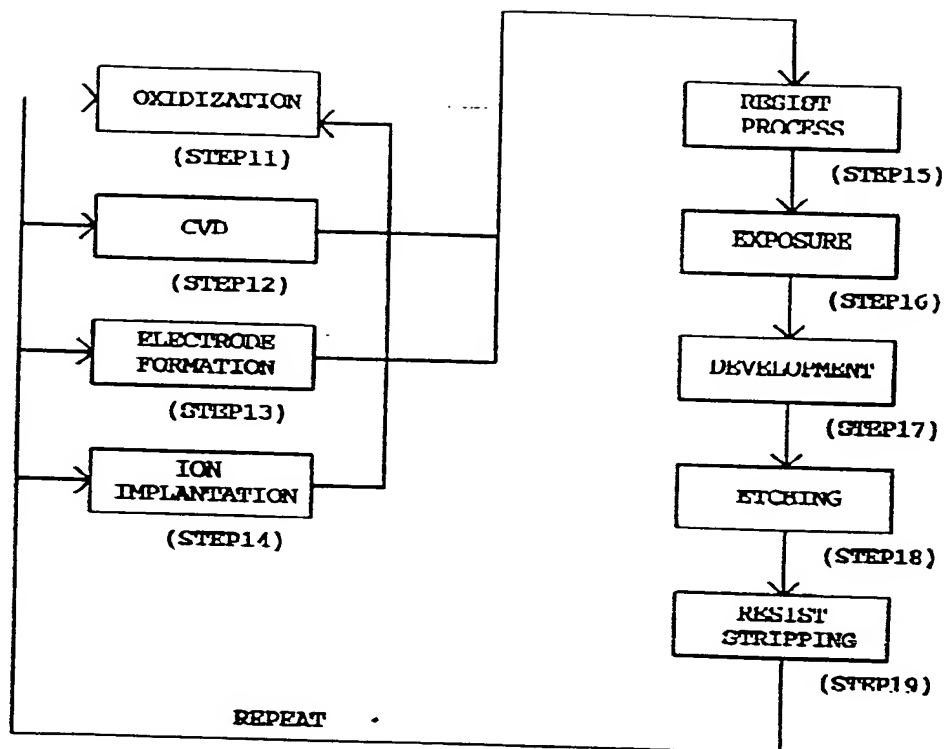 OXIDIZATION
(STEP11)
CVD
(STEP12)
ELECTRODE
FORMATION
(STEP13)
ION
IMPLANTATION
(STEP14)
REGIST
PROCESS
(STEP15)
EXPOSURE
(STEP16)
DEVELOPMENT
(STEP17)
ETCHING
(STEP18)
RESIST
STRIPPING
(STEP19)
REPEAT